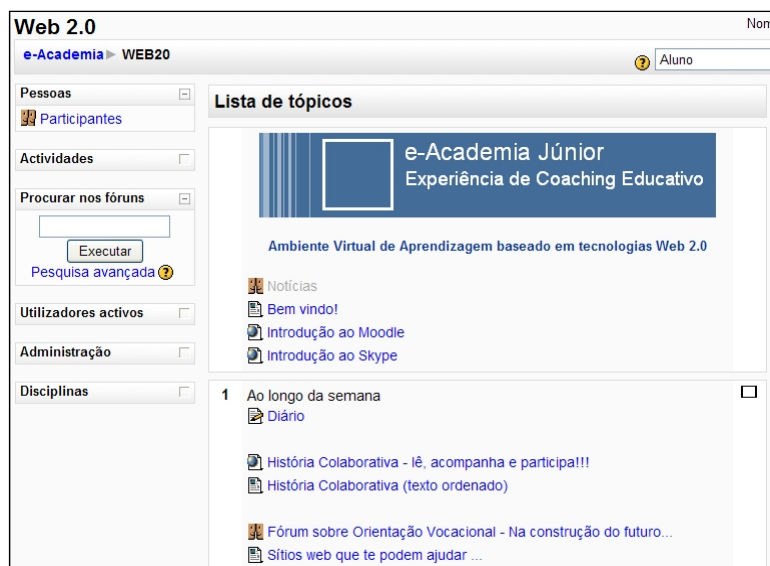 Web 2.0
Nom
e-Academia ► WEB20
Aluno
Pessoas
Participantes
Actividades
Procurar nos fóruns
Executar
Pesquisa avançada
Utilizadores activos
Administração
Disciplinas
Lista de tópicos
e-Academia Júnior
Experiência de Coaching Educativo
Ambiente Virtual de Aprendizagem baseado em tecnologias Web 2.0
Notícias
Bem vindo!
Introdução ao Moodle
Introdução ao Skype
1 Ao longo da semana
Diário
História Colaborativa - lê, acompanha e participa!!!
História Colaborativa (texto ordenado)
Fórum sobre Orientação Vocacional - Na construção do futuro...
Sítios web que te podem ajudar ...